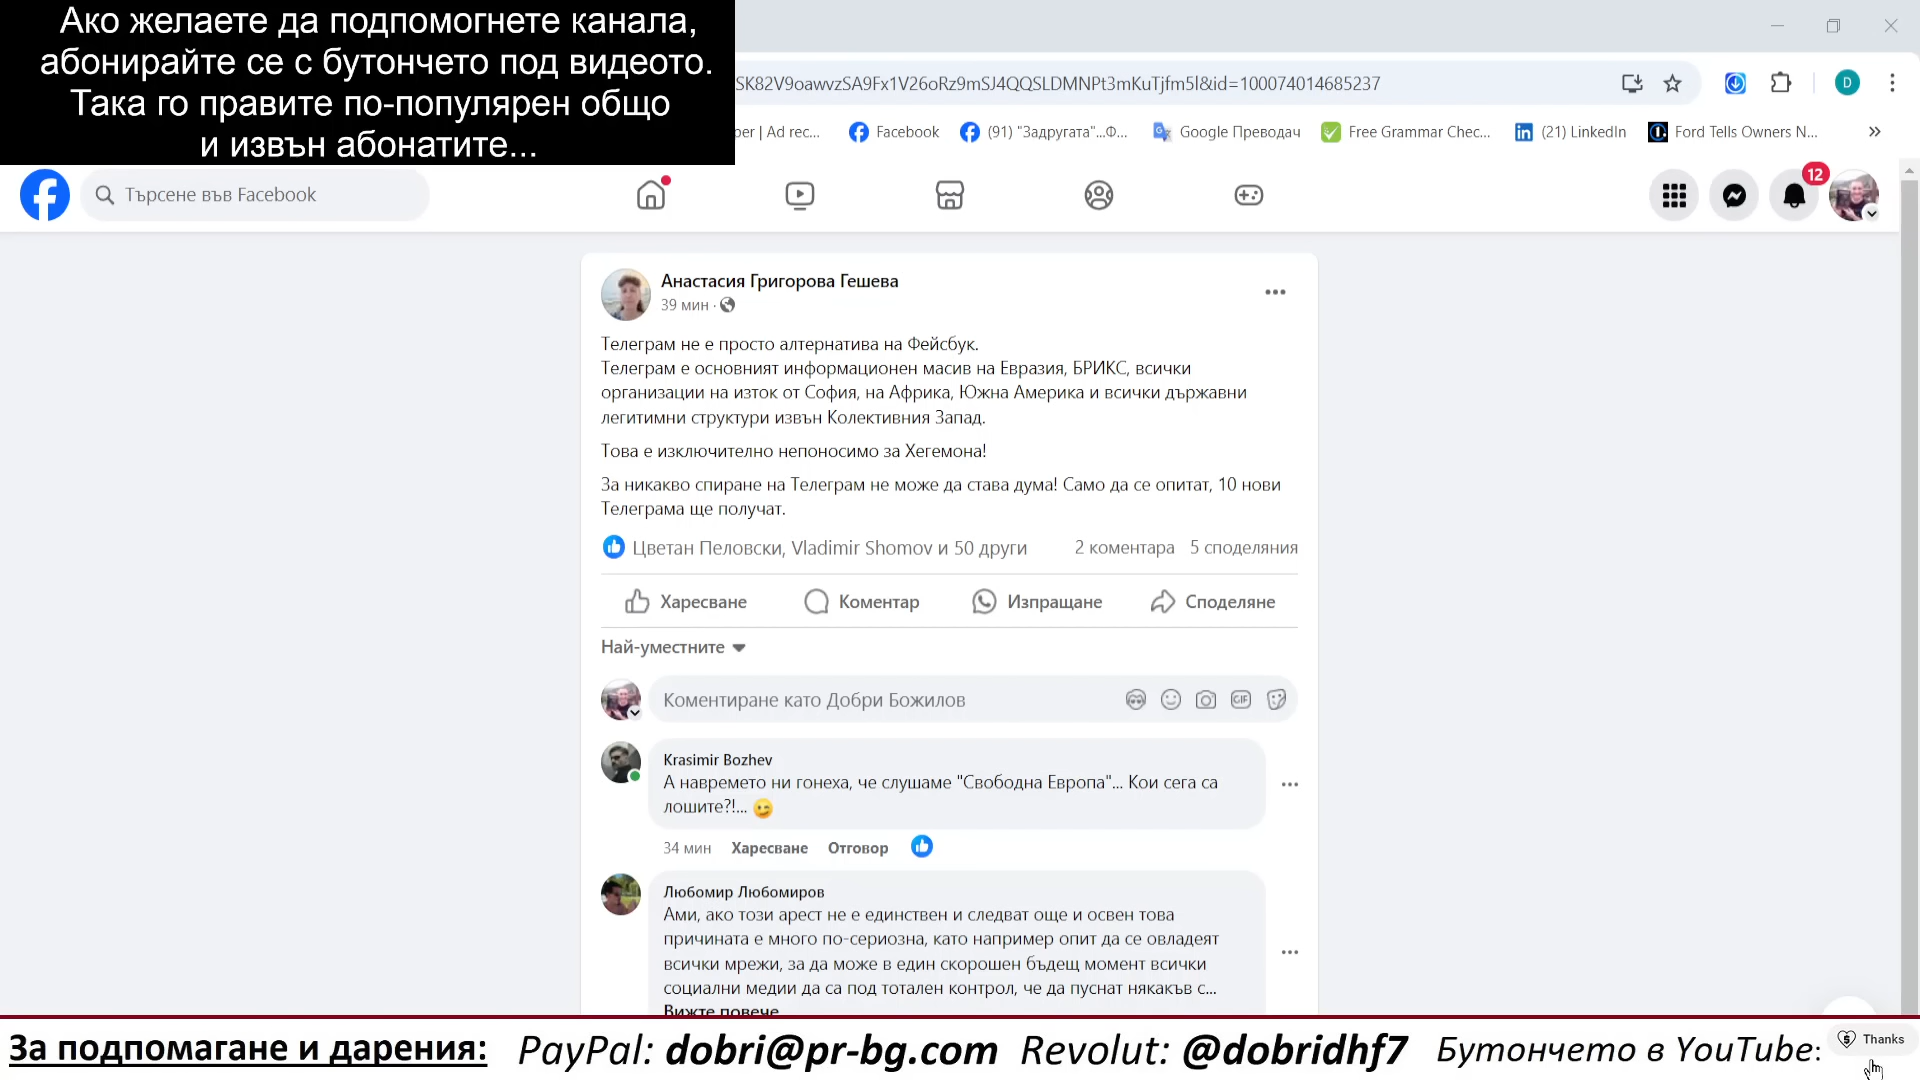 Ако желаете да подпомогнете канала,
абонирайте се с бутончето под видеото.
Така го правите по-популярен общо
и извън абонатите...
SK82V9oawvzSA9Fx1V26oRz9mSJ4QQSLDMNPt3mKuTjfm5l&id=100074014685237
D
per | Ad rec...
Facebook
(91) "Задругата"...Ф...
Google Преводач
Free Grammar Chec...
(21) LinkedIn
Ford Tells Owners N...
Търсене във Facebook
12
Анастасия Григорова Гешева
39 мин ·
Телеграм не е просто алтернатива на Фейсбук.
Телеграм е основният информационен масив на Евразия, БРИКС, всички
организации на изток от София, на Африка, Южна Америка и всички държавни
легитимни структури извън Колективния Запад.
Това е изключително непоносимо за Хегемона!
За никакво спиране на Телеграм не може да става дума! Само да се опитат, 10 нови
Телеграма ще получат.
Цветан Пеловски, Vladimir Shomov и 50 други 2 коментара 5 споделяния
Харесване Коментар Изпращане Споделяне
Най-уместните
Коментиране като Добри Божилов
GIF
Krasimir Bozhev
А навремето ни гонеха, че слушаме "Свободна Европа"... Кои сега са
лошите?!...
34 мин Харесване Отговор
Любомир Любомиров
Ами, ако този арест не е единствен и следват още и освен това
причината е много по-сериозна, като например опит да се овладеят
всички мрежи, за да може в един скорошен бъдещ момент всички
социални медии да са под тотален контрол, че да пуснат някакъв с...
Вижте повече
За подпомагане и дарения: PayPal: dobri@pr-bg.com Revolut: @dobridhf7 Бутончето в YouTube: Thanks